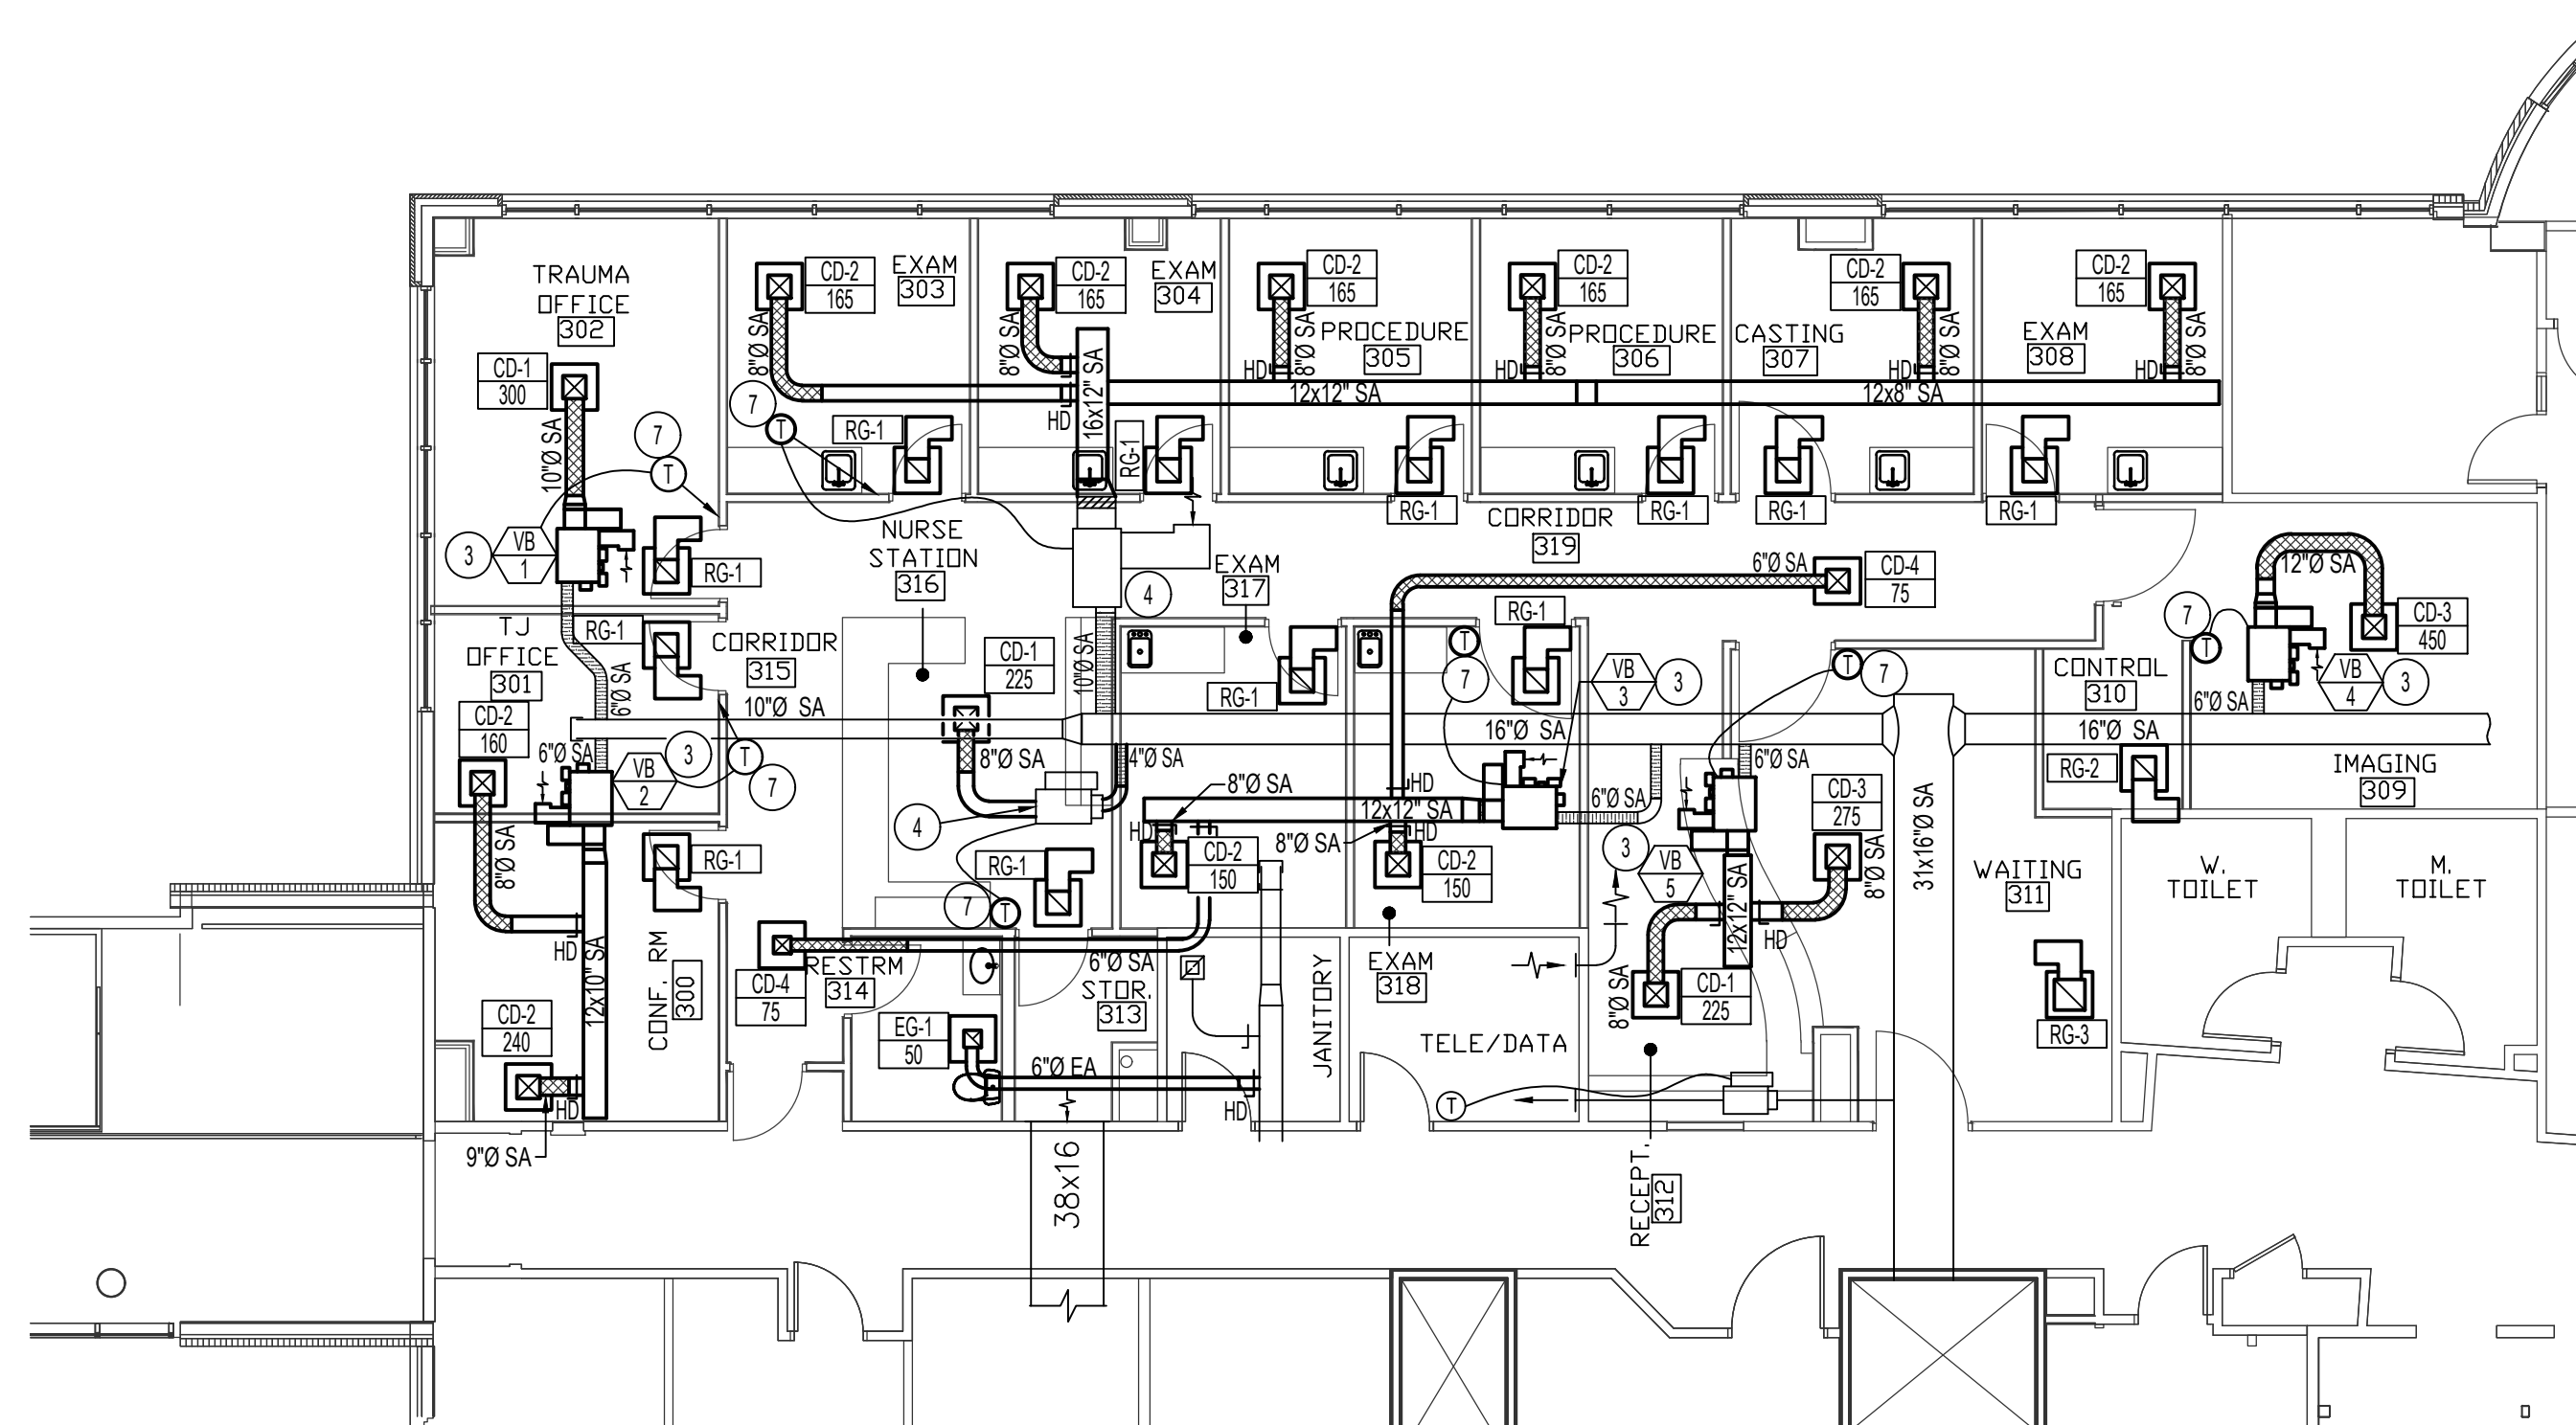 TRAUMA
OFFICE
302
CD-1
300
10"Ø SA
7
T
3
VB
1
RG-1
CD-2
165
EXAM
303
8"Ø SA
7
T
RG-1
CD-2
165
EXAM
304
8"Ø SA
HD
16x12" SA
RG-1
CD-2
165
PROCEDURE
305
HD
8"Ø SA
12x12" SA
RG-1
CD-2
165
PROCEDURE
306
HD
8"Ø SA
RG-1
CD-2
165
CASTING
307
HD
8"Ø SA
12x8" SA
RG-1
CD-2
165
EXAM
308
HD
8"Ø SA
RG-1
NURSE
STATION
316
4
EXAM
317
CORRIDOR
319
6"Ø SA
CD-4
75
12"Ø SA
CD-3
450
7
T
VB
4
3
6"Ø SA
TJ
OFFICE
301
RG-1
6"Ø SA
CORRIDOR
315
CD-1
225
10"Ø SA
RG-1
RG-1
T
7
VB
3
3
T
7
CONTROL
310
CD-2
160
6"Ø SA
VB
2
3
T
7
10"Ø SA
8"Ø SA
4"Ø SA
16"Ø SA
16"Ø SA
RG-2
IMAGING
309
8"Ø SA
HD
12x10" SA
RG-1
4
RG-1
7
T
8"Ø SA
HD
CD-2
150
HD
12x12" SA
8"Ø SA
HD
CD-2
150
6"Ø SA
3
VB
5
6"Ø SA
CD-3
275
8"Ø SA
12x12" SA
HD
8"Ø SA
CD-1
225
31x16"Ø SA
WAITING
311
W.
TOILET
M.
TOILET
RG-3
CONF. RM
300
CD-2
240
HD
9"Ø SA
CD-4
75
RESTRM
314
EG-1
50
6"Ø EA
6"Ø SA
STOR.
313
HD
JANITORY
EXAM
318
TELE/DATA
T
RECEPT.
312
38x16